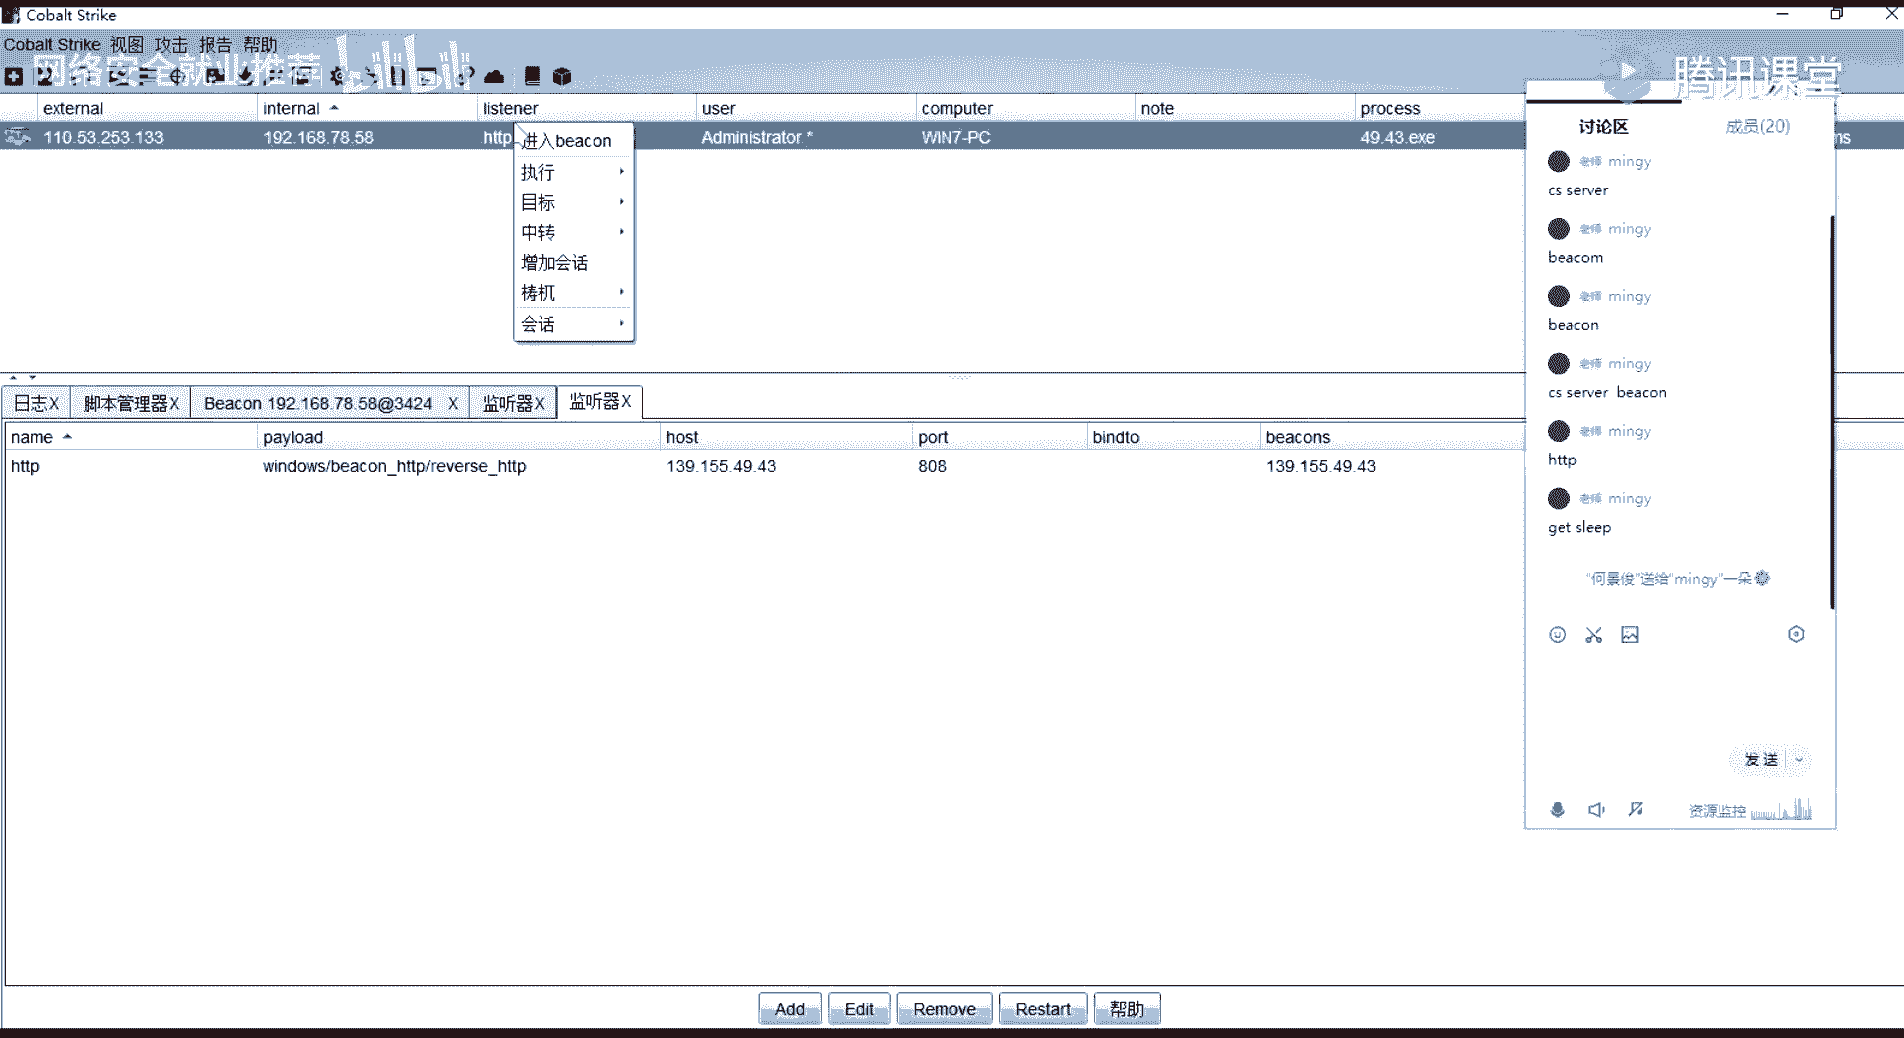 Cobalt Strike
Cobalt Strike 视图 攻击 报告 帮助
网络安全就业推荐 bilibili
腾讯课堂
external internal listener user computer note process
110.53.253.133 192.168.78.58 http Administrator * WIN7-PC 49.43.exe ms
进入beacon
执行
目标
中转
增加会话
梼杌
会话
日志X 脚本管理器X Beacon 192.168.78.58@3424 X 监听器X 监听器X
name payload host port bindto beacons
http windows/beacon_http/reverse_http 139.155.49.43 808 139.155.49.43
Add Edit Remove Restart 帮助
讨论区 成员(20)
老师 mingy
cs server
老师 mingy
beacom
老师 mingy
beacon
老师 mingy
cs server beacon
老师 mingy
http
老师 mingy
get sleep
"何景俊"送给"mingy"一朵
发送
资源监控